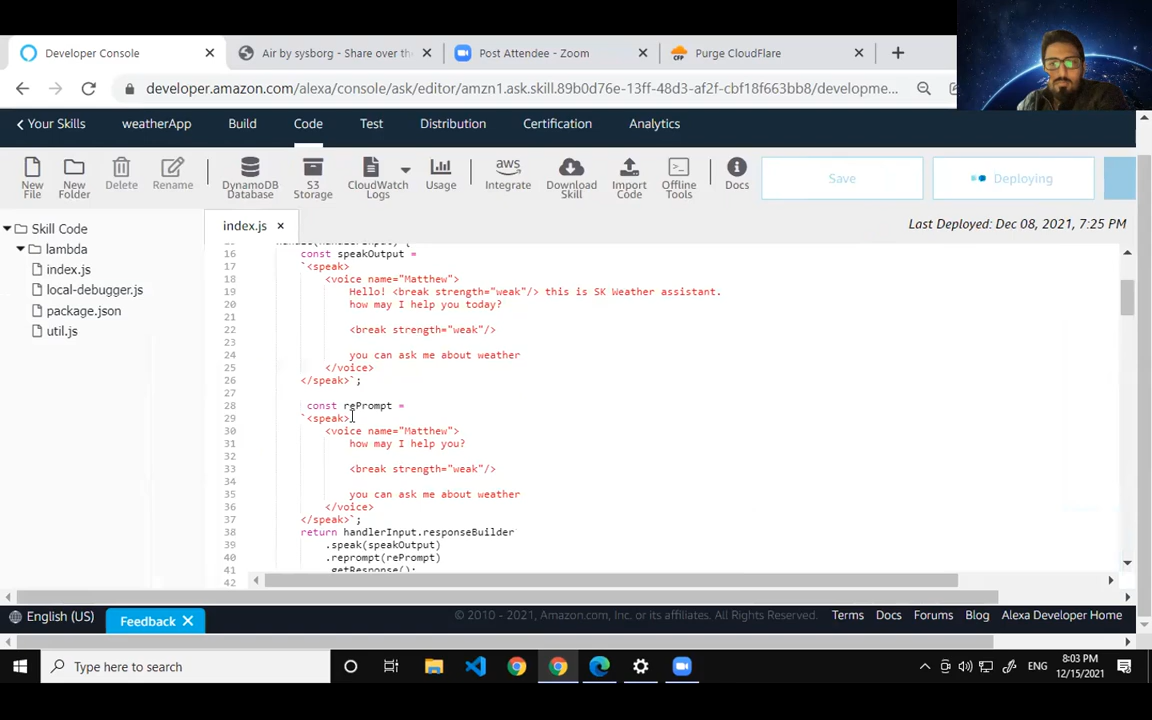 Developer Console
Air by sysborg - Share over the
Post Attendee - Zoom
Purge CloudFlare
developer.amazon.com/alexa/console/ask/editor/amzn1.ask.skill.89b0d76e-13ff-48d3-af2f-cbf18f663bb8/developme...
Your Skills
weatherApp
Build
Code
Test
Distribution
Certification
Analytics
New File
New Folder
Delete
Rename
DynamoDB Database
S3 Storage
CloudWatch Logs
Usage
aws
Integrate
Download Skill
Import Code
Offline Tools
Docs
Save
Deploying
Skill Code
lambda
index.js
local-debugger.js
package.json
util.js
index.js
Last Deployed: Dec 08, 2021, 7:25 PM
16 const speakOutput =
17 `<speak>
18 <voice name="Matthew">
19 Hello! <break strength="weak"/> this is SK Weather assistant.
20 how may I help you today?
21
22 <break strength="weak"/>
23
24 you can ask me about weather
25 </voice>
26 </speak>`;
27
28 const rePrompt =
29 `<speak>
30 <voice name="Matthew">
31 how may I help you?
32
33 <break strength="weak"/>
34
35 you can ask me about weather
36 </voice>
37 </speak>`;
38 return handlerInput.responseBuilder
39 .speak(speakOutput)
40 .reprompt(rePrompt)
41 .getResponse();
42
English (US)
Feedback
© 2010 - 2021, Amazon.com, Inc. or its affiliates. All Rights Reserved.
Terms
Docs
Forums
Blog
Alexa Developer Home
Type here to search
ENG
8:03 PM
12/15/2021